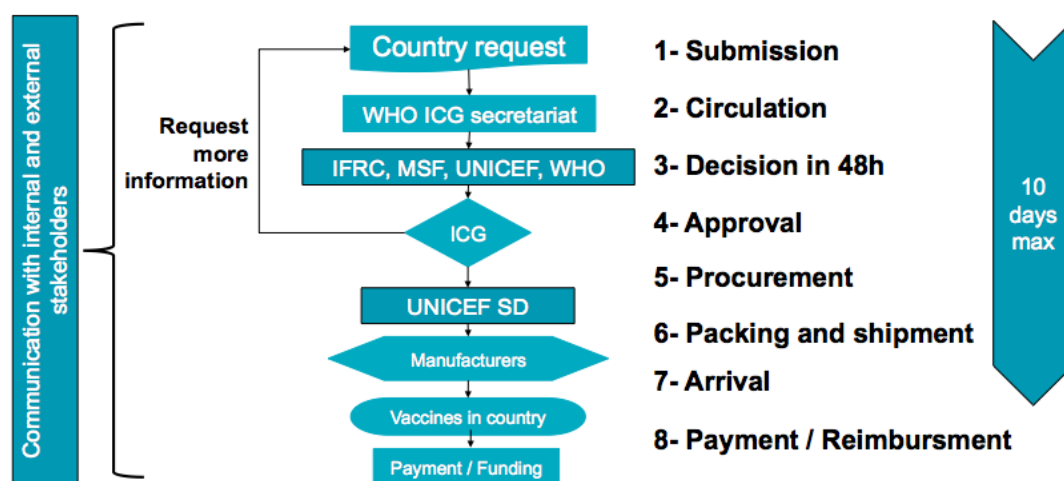 Communication with internal and external
stakeholders
Request
more
information
Country request
WHO ICG secretariat
IFRC, MSF, UNICEF, WHO
ICG
UNICEF SD
Manufacturers
Vaccines in country
Payment / Funding
1- Submission
2- Circulation
3- Decision in 48h
4- Approval
5- Procurement
6- Packing and shipment
7- Arrival
8- Payment / Reimbursment
10
days
max